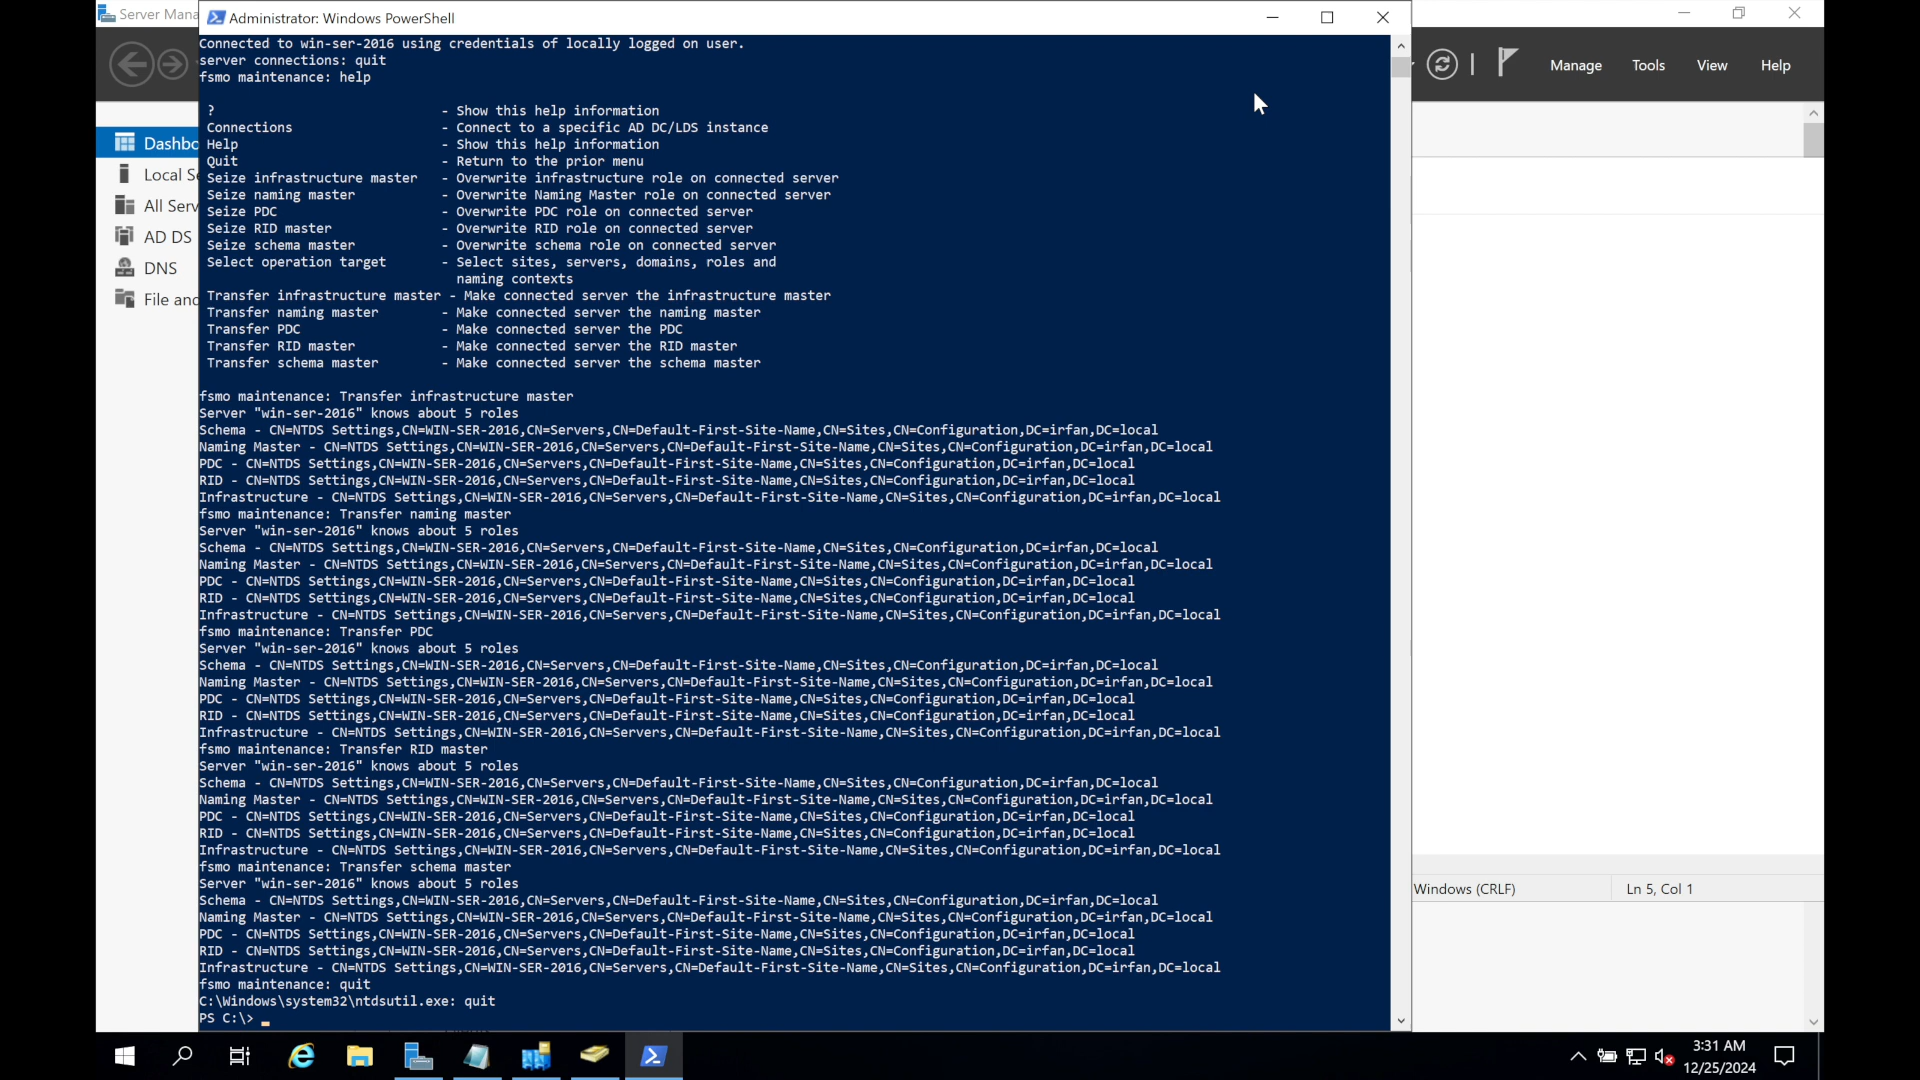 Server Mana
Administrator: Windows PowerShell
Manage
Tools
View
Help
Dashbo
Local Se
All Serv
AD DS
DNS
File and
Connected to win-ser-2016 using credentials of locally logged on user.
server connections: quit
fsmo maintenance: help
? - Show this help information
Connections - Connect to a specific AD DC/LDS instance
Help - Show this help information
Quit - Return to the prior menu
Seize infrastructure master - Overwrite infrastructure role on connected server
Seize naming master - Overwrite Naming Master role on connected server
Seize PDC - Overwrite PDC role on connected server
Seize RID master - Overwrite RID role on connected server
Seize schema master - Overwrite schema role on connected server
Select operation target - Select sites, servers, domains, roles and
naming contexts
Transfer infrastructure master - Make connected server the infrastructure master
Transfer naming master - Make connected server the naming master
Transfer PDC - Make connected server the PDC
Transfer RID master - Make connected server the RID master
Transfer schema master - Make connected server the schema master
fsmo maintenance: Transfer infrastructure master
Server "win-ser-2016" knows about 5 roles
Schema - CN=NTDS Settings,CN=WIN-SER-2016,CN=Servers,CN=Default-First-Site-Name,CN=Sites,CN=Configuration,DC=irfan,DC=local
Naming Master - CN=NTDS Settings,CN=WIN-SER-2016,CN=Servers,CN=Default-First-Site-Name,CN=Sites,CN=Configuration,DC=irfan,DC=local
PDC - CN=NTDS Settings,CN=WIN-SER-2016,CN=Servers,CN=Default-First-Site-Name,CN=Sites,CN=Configuration,DC=irfan,DC=local
RID - CN=NTDS Settings,CN=WIN-SER-2016,CN=Servers,CN=Default-First-Site-Name,CN=Sites,CN=Configuration,DC=irfan,DC=local
Infrastructure - CN=NTDS Settings,CN=WIN-SER-2016,CN=Servers,CN=Default-First-Site-Name,CN=Sites,CN=Configuration,DC=irfan,DC=local
fsmo maintenance: Transfer naming master
Server "win-ser-2016" knows about 5 roles
Schema - CN=NTDS Settings,CN=WIN-SER-2016,CN=Servers,CN=Default-First-Site-Name,CN=Sites,CN=Configuration,DC=irfan,DC=local
Naming Master - CN=NTDS Settings,CN=WIN-SER-2016,CN=Servers,CN=Default-First-Site-Name,CN=Sites,CN=Configuration,DC=irfan,DC=local
PDC - CN=NTDS Settings,CN=WIN-SER-2016,CN=Servers,CN=Default-First-Site-Name,CN=Sites,CN=Configuration,DC=irfan,DC=local
RID - CN=NTDS Settings,CN=WIN-SER-2016,CN=Servers,CN=Default-First-Site-Name,CN=Sites,CN=Configuration,DC=irfan,DC=local
Infrastructure - CN=NTDS Settings,CN=WIN-SER-2016,CN=Servers,CN=Default-First-Site-Name,CN=Sites,CN=Configuration,DC=irfan,DC=local
fsmo maintenance: Transfer PDC
Server "win-ser-2016" knows about 5 roles
Schema - CN=NTDS Settings,CN=WIN-SER-2016,CN=Servers,CN=Default-First-Site-Name,CN=Sites,CN=Configuration,DC=irfan,DC=local
Naming Master - CN=NTDS Settings,CN=WIN-SER-2016,CN=Servers,CN=Default-First-Site-Name,CN=Sites,CN=Configuration,DC=irfan,DC=local
PDC - CN=NTDS Settings,CN=WIN-SER-2016,CN=Servers,CN=Default-First-Site-Name,CN=Sites,CN=Configuration,DC=irfan,DC=local
RID - CN=NTDS Settings,CN=WIN-SER-2016,CN=Servers,CN=Default-First-Site-Name,CN=Sites,CN=Configuration,DC=irfan,DC=local
Infrastructure - CN=NTDS Settings,CN=WIN-SER-2016,CN=Servers,CN=Default-First-Site-Name,CN=Sites,CN=Configuration,DC=irfan,DC=local
fsmo maintenance: Transfer RID master
Server "win-ser-2016" knows about 5 roles
Schema - CN=NTDS Settings,CN=WIN-SER-2016,CN=Servers,CN=Default-First-Site-Name,CN=Sites,CN=Configuration,DC=irfan,DC=local
Naming Master - CN=NTDS Settings,CN=WIN-SER-2016,CN=Servers,CN=Default-First-Site-Name,CN=Sites,CN=Configuration,DC=irfan,DC=local
PDC - CN=NTDS Settings,CN=WIN-SER-2016,CN=Servers,CN=Default-First-Site-Name,CN=Sites,CN=Configuration,DC=irfan,DC=local
RID - CN=NTDS Settings,CN=WIN-SER-2016,CN=Servers,CN=Default-First-Site-Name,CN=Sites,CN=Configuration,DC=irfan,DC=local
Infrastructure - CN=NTDS Settings,CN=WIN-SER-2016,CN=Servers,CN=Default-First-Site-Name,CN=Sites,CN=Configuration,DC=irfan,DC=local
fsmo maintenance: Transfer schema master
Server "win-ser-2016" knows about 5 roles
Schema - CN=NTDS Settings,CN=WIN-SER-2016,CN=Servers,CN=Default-First-Site-Name,CN=Sites,CN=Configuration,DC=irfan,DC=local
Naming Master - CN=NTDS Settings,CN=WIN-SER-2016,CN=Servers,CN=Default-First-Site-Name,CN=Sites,CN=Configuration,DC=irfan,DC=local
PDC - CN=NTDS Settings,CN=WIN-SER-2016,CN=Servers,CN=Default-First-Site-Name,CN=Sites,CN=Configuration,DC=irfan,DC=local
RID - CN=NTDS Settings,CN=WIN-SER-2016,CN=Servers,CN=Default-First-Site-Name,CN=Sites,CN=Configuration,DC=irfan,DC=local
Infrastructure - CN=NTDS Settings,CN=WIN-SER-2016,CN=Servers,CN=Default-First-Site-Name,CN=Sites,CN=Configuration,DC=irfan,DC=local
fsmo maintenance: quit
C:\Windows\system32\ntdsutil.exe: quit
PS C:\>
Windows (CRLF)
Ln 5, Col 1
3:31 AM
12/25/2024